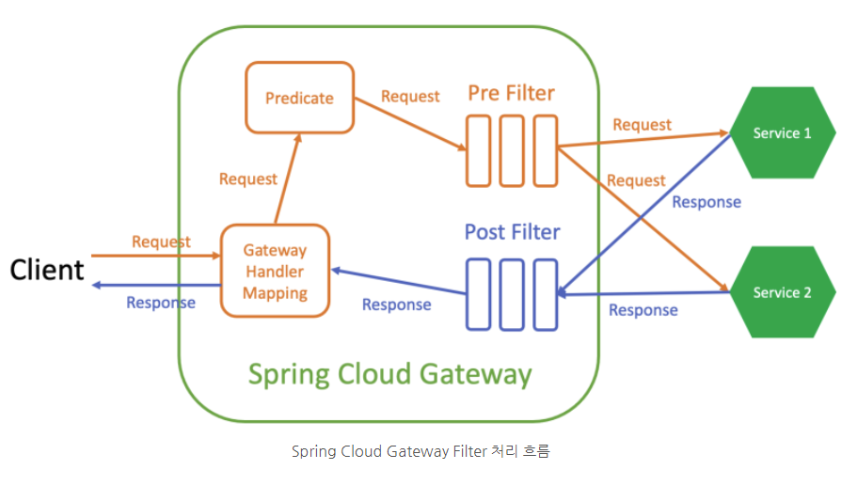 Predicate
Request
Pre Filter
Request
Service 1
Request
Request
Response
Client
Request
Response
Gateway
Handler
Mapping
Post Filter
Response
Response
Service 2
Spring Cloud Gateway
Spring Cloud Gateway Filter 처리 흐름